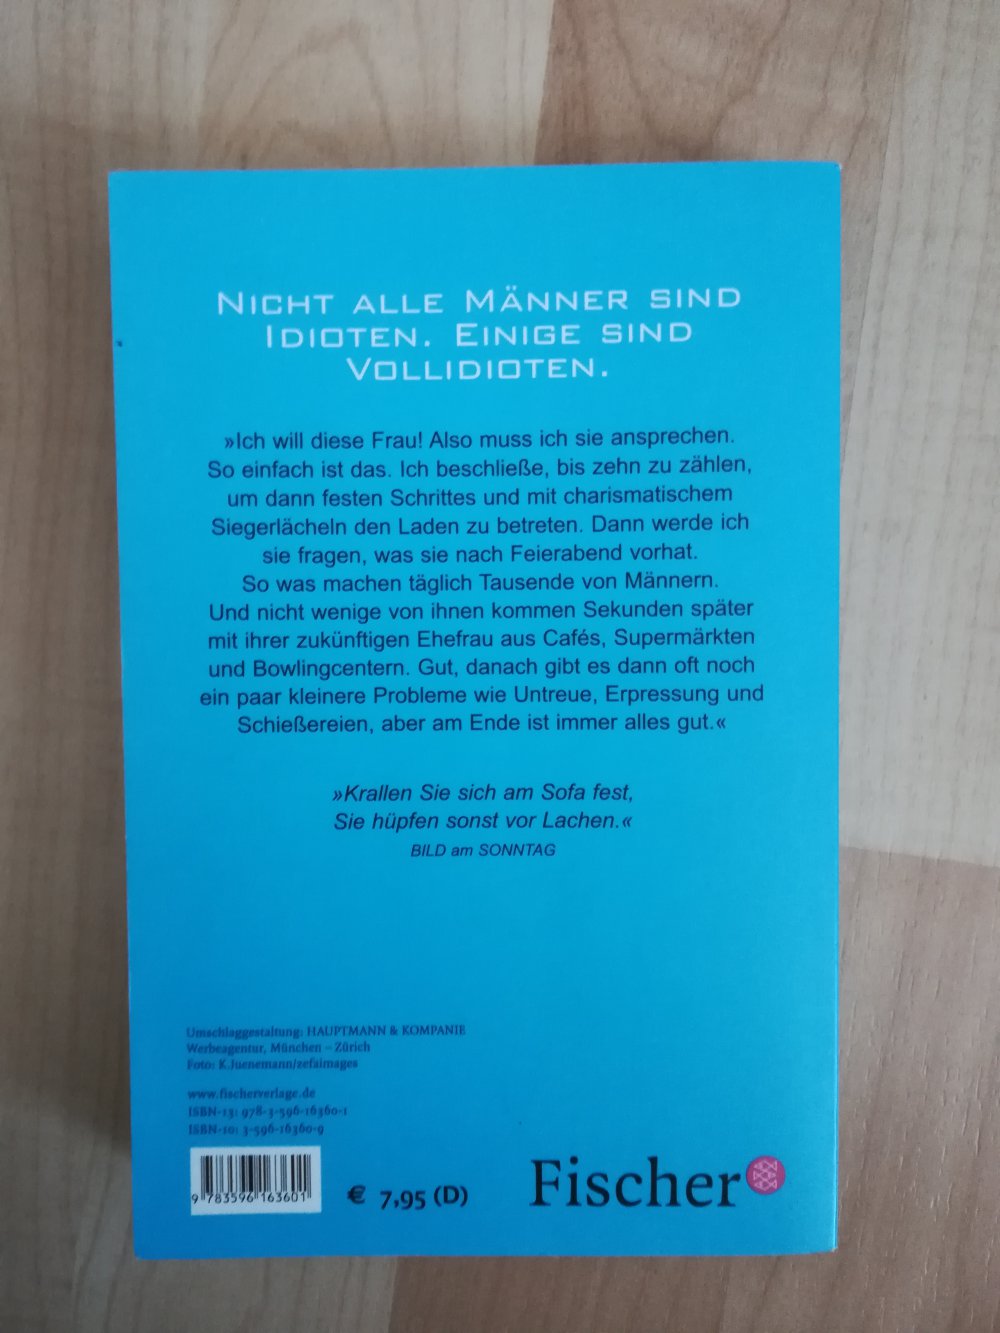 NICHT ALLE MÄNNER SIND
IDIOTEN. EINIGE SIND
VOLLIDIOTEN.
»Ich will diese Frau! Also muss ich sie ansprechen.
So einfach ist das. Ich beschließe, bis zehn zu zählen,
um dann festen Schrittes und mit charismatischem
Siegerlächeln den Laden zu betreten. Dann werde ich
sie fragen, was sie nach Feierabend vorhat.
So was machen täglich Tausende von Männern.
Und nicht wenige von ihnen kommen Sekunden später
mit ihrer zukünftigen Ehefrau aus Cafés, Supermärkten
und Bowlingcentern. Gut, danach gibt es dann oft noch
ein paar kleinere Probleme wie Untreue, Erpressung und
Schießereien, aber am Ende ist immer alles gut.«
»Krallen Sie sich am Sofa fest,
Sie hüpfen sonst vor Lachen.«
BILD am SONNTAG
Umschlaggestaltung: HAUPTMANN & KOMPANIE
Werbeagentur, München – Zürich
Foto: K.Juenemann/zefaimages
www.fischerverlage.de
ISBN-13: 978-3-596-16360-1
ISBN-10: 3-596-16360-9
9 783596 163601
€ 7,95 (D)
Fischer